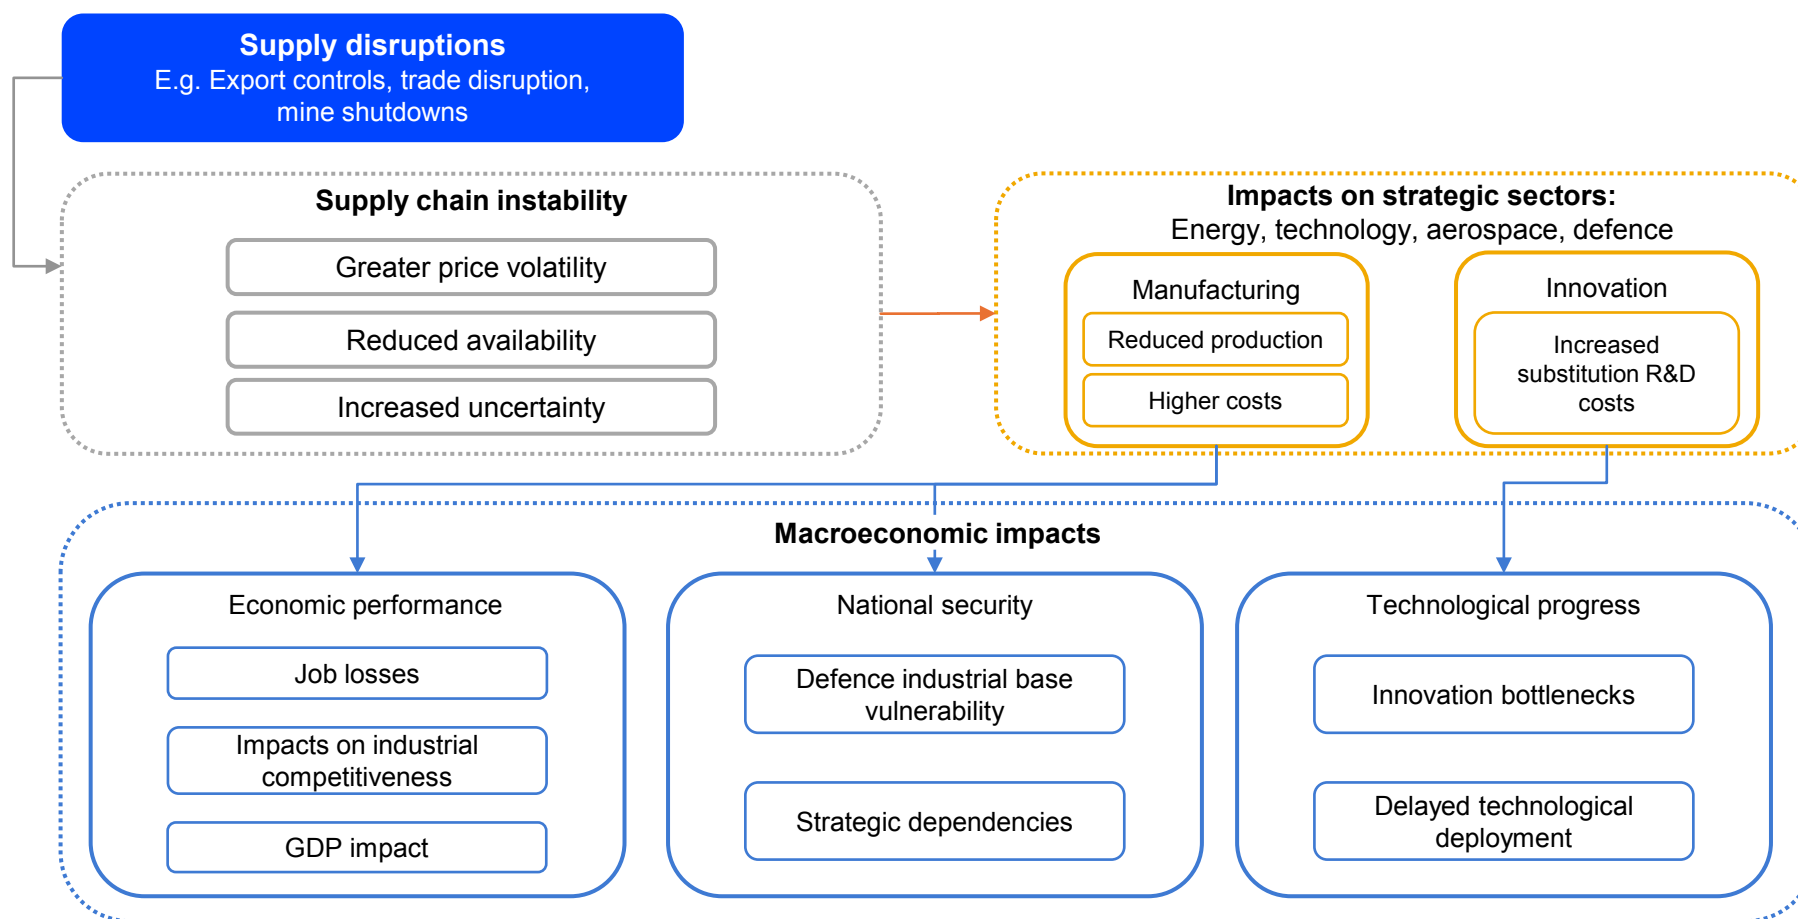 Supply disruptions
E.g. Export controls, trade disruption,
mine shutdowns
Supply chain instability
Greater price volatility
Reduced availability
Increased uncertainty
Impacts on strategic sectors:
Energy, technology, aerospace, defence
Manufacturing
Reduced production
Higher costs
Innovation
Increased
substitution R&D
costs
Macroeconomic impacts
Economic performance
Job losses
Impacts on industrial
competitiveness
GDP impact
National security
Defence industrial base
vulnerability
Strategic dependencies
Technological progress
Innovation bottlenecks
Delayed technological
deployment